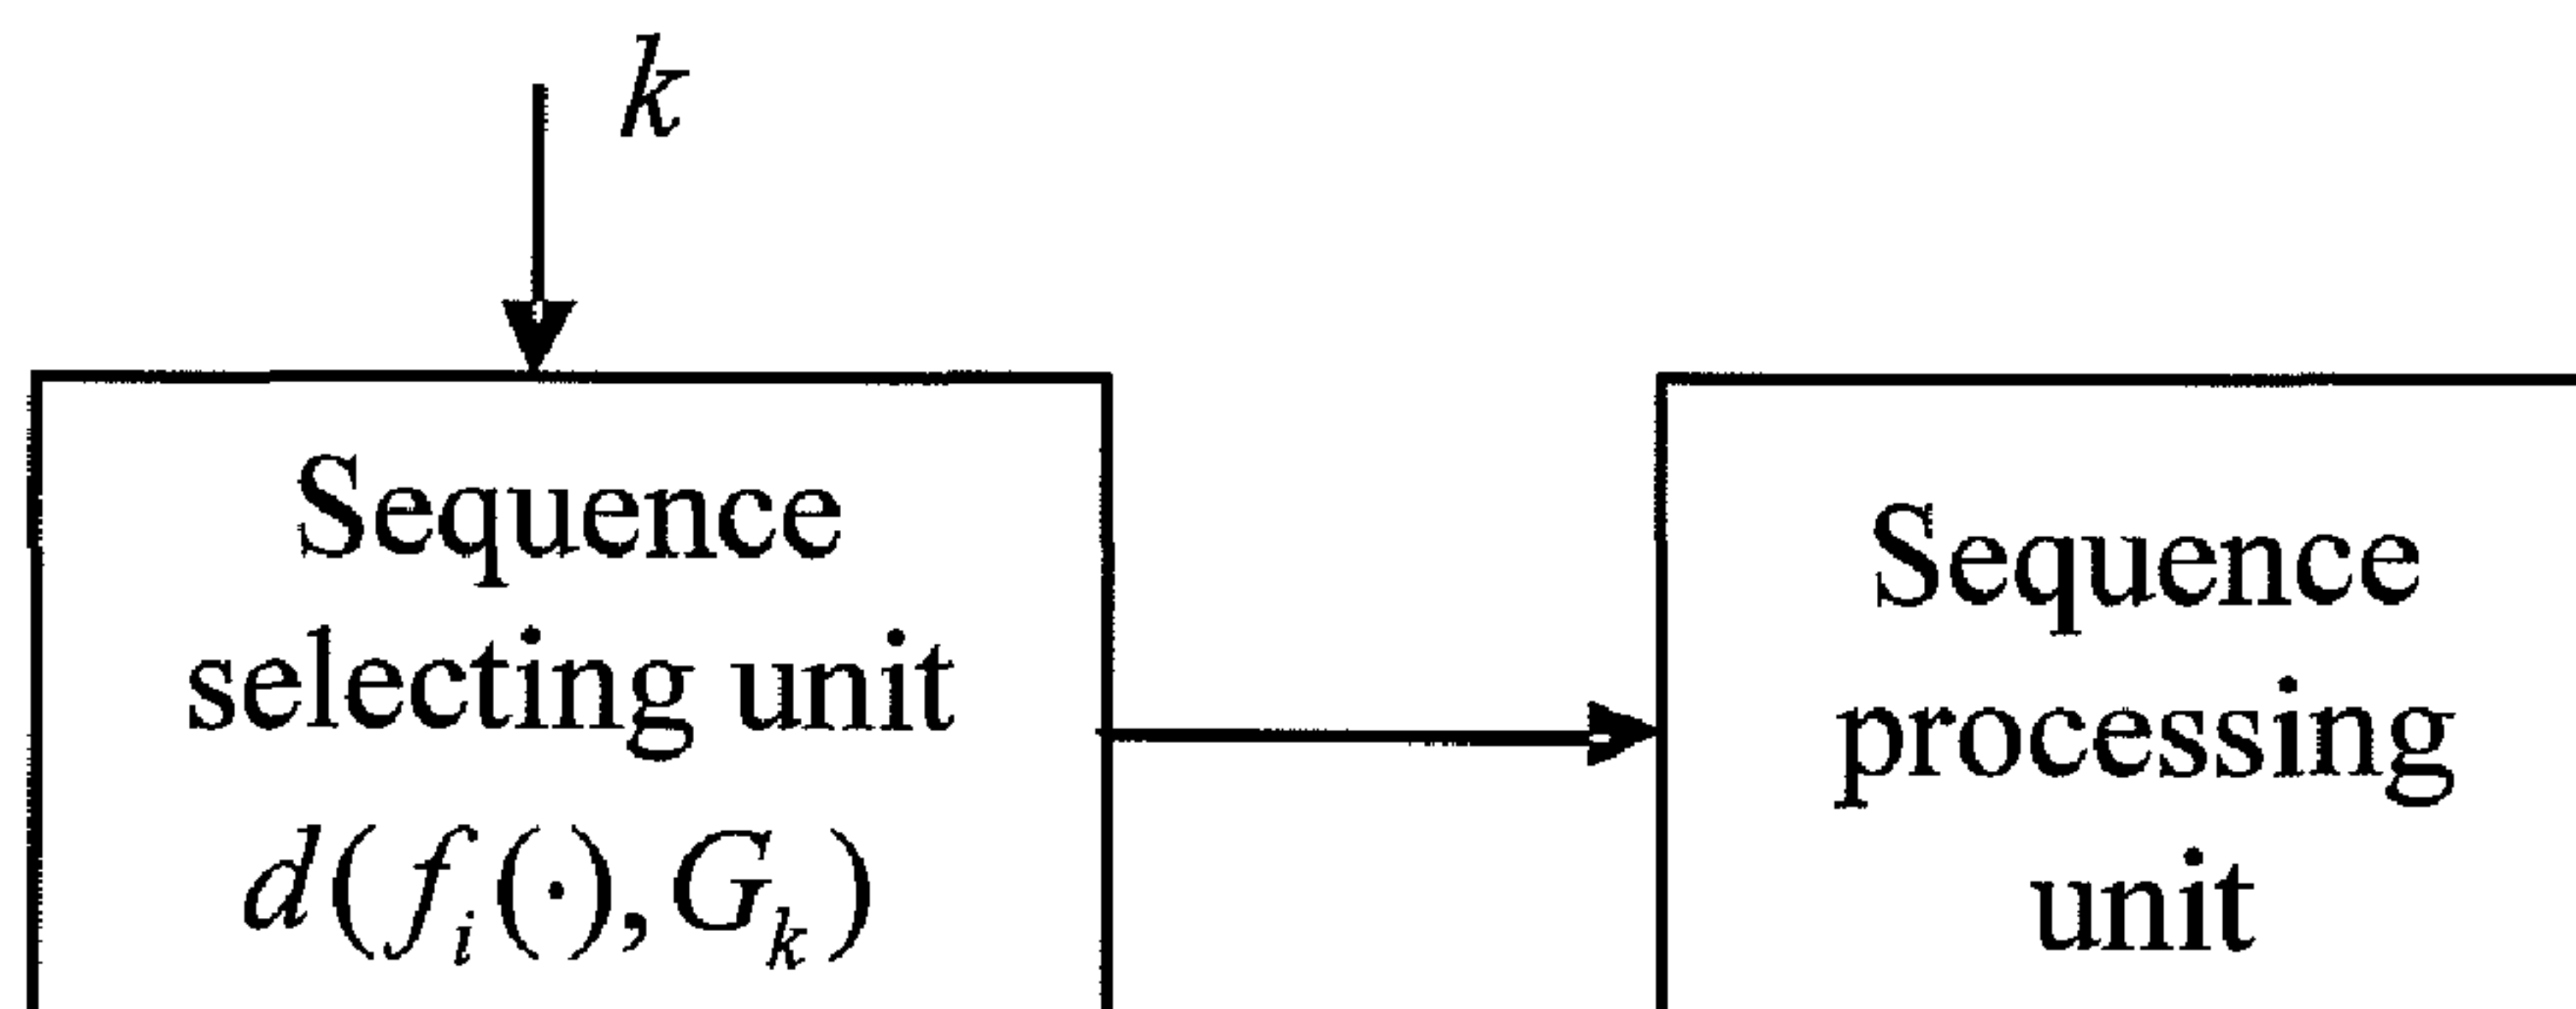 k
Sequence
selecting unit
d(f_i(·), G_k)
Sequence
processing
unit